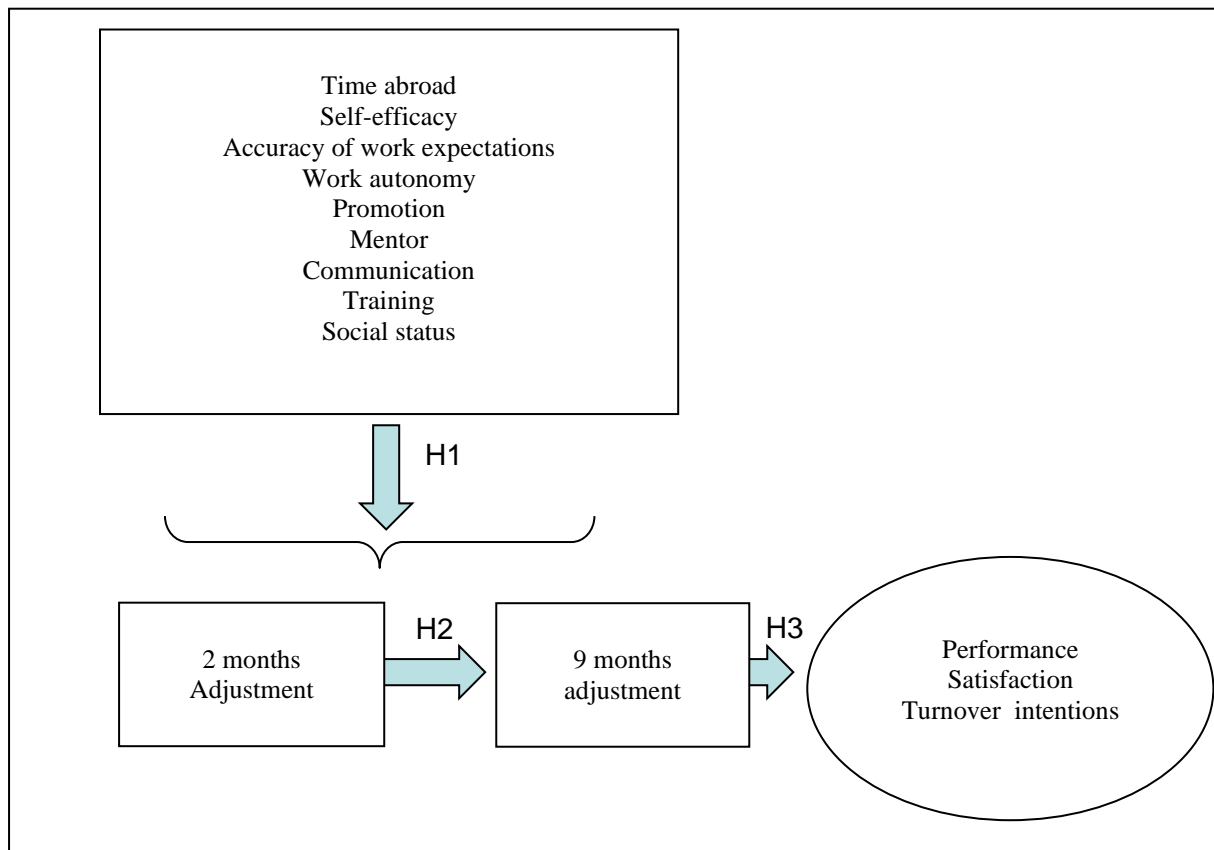 Time abroad
Self-efficacy
Accuracy of work expectations
Work autonomy
Promotion
Mentor
Communication
Training
Social status
H1
2 months
Adjustment
H2
9 months
adjustment
H3
Performance
Satisfaction
Turnover intentions